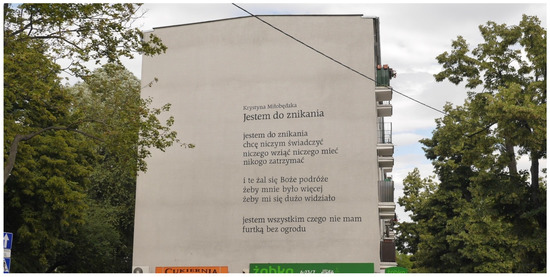 Krystyna Miłobędzka
Jestem do znikania
jestem do znikania
chcę niczym świadczyć
niczego wziąć niczego mieć
nikogo zatrzymać
i te żal się Boże podróże
żeby mnie było więcej
żeby mi się dużo widziało
jestem wszystkim czego nie mam
furtką bez ogrodu
CUKIERNIA
żabka